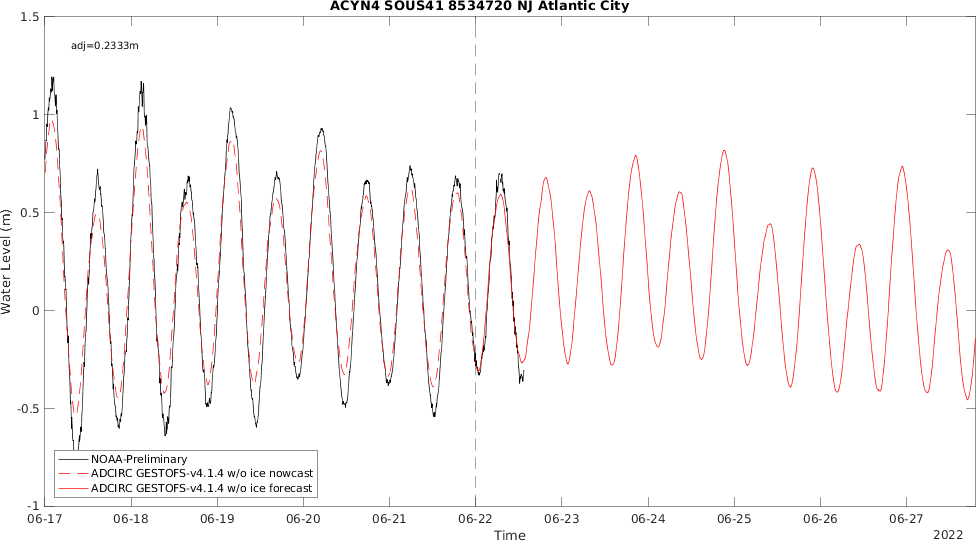 ACYN4 SOUS41 8534720 NJ Atlantic City
adj=0.2333m
Water Level (m)
1.5
1
0.5
0
-0.5
-1
NOAA-Preliminary
ADCIRC GESTOFS-v4.1.4 w/o ice nowcast
ADCIRC GESTOFS-v4.1.4 w/o ice forecast
06-17 06-18 06-19 06-20 06-21 06-22 06-23 06-24 06-25 06-26 06-27
Time
2022